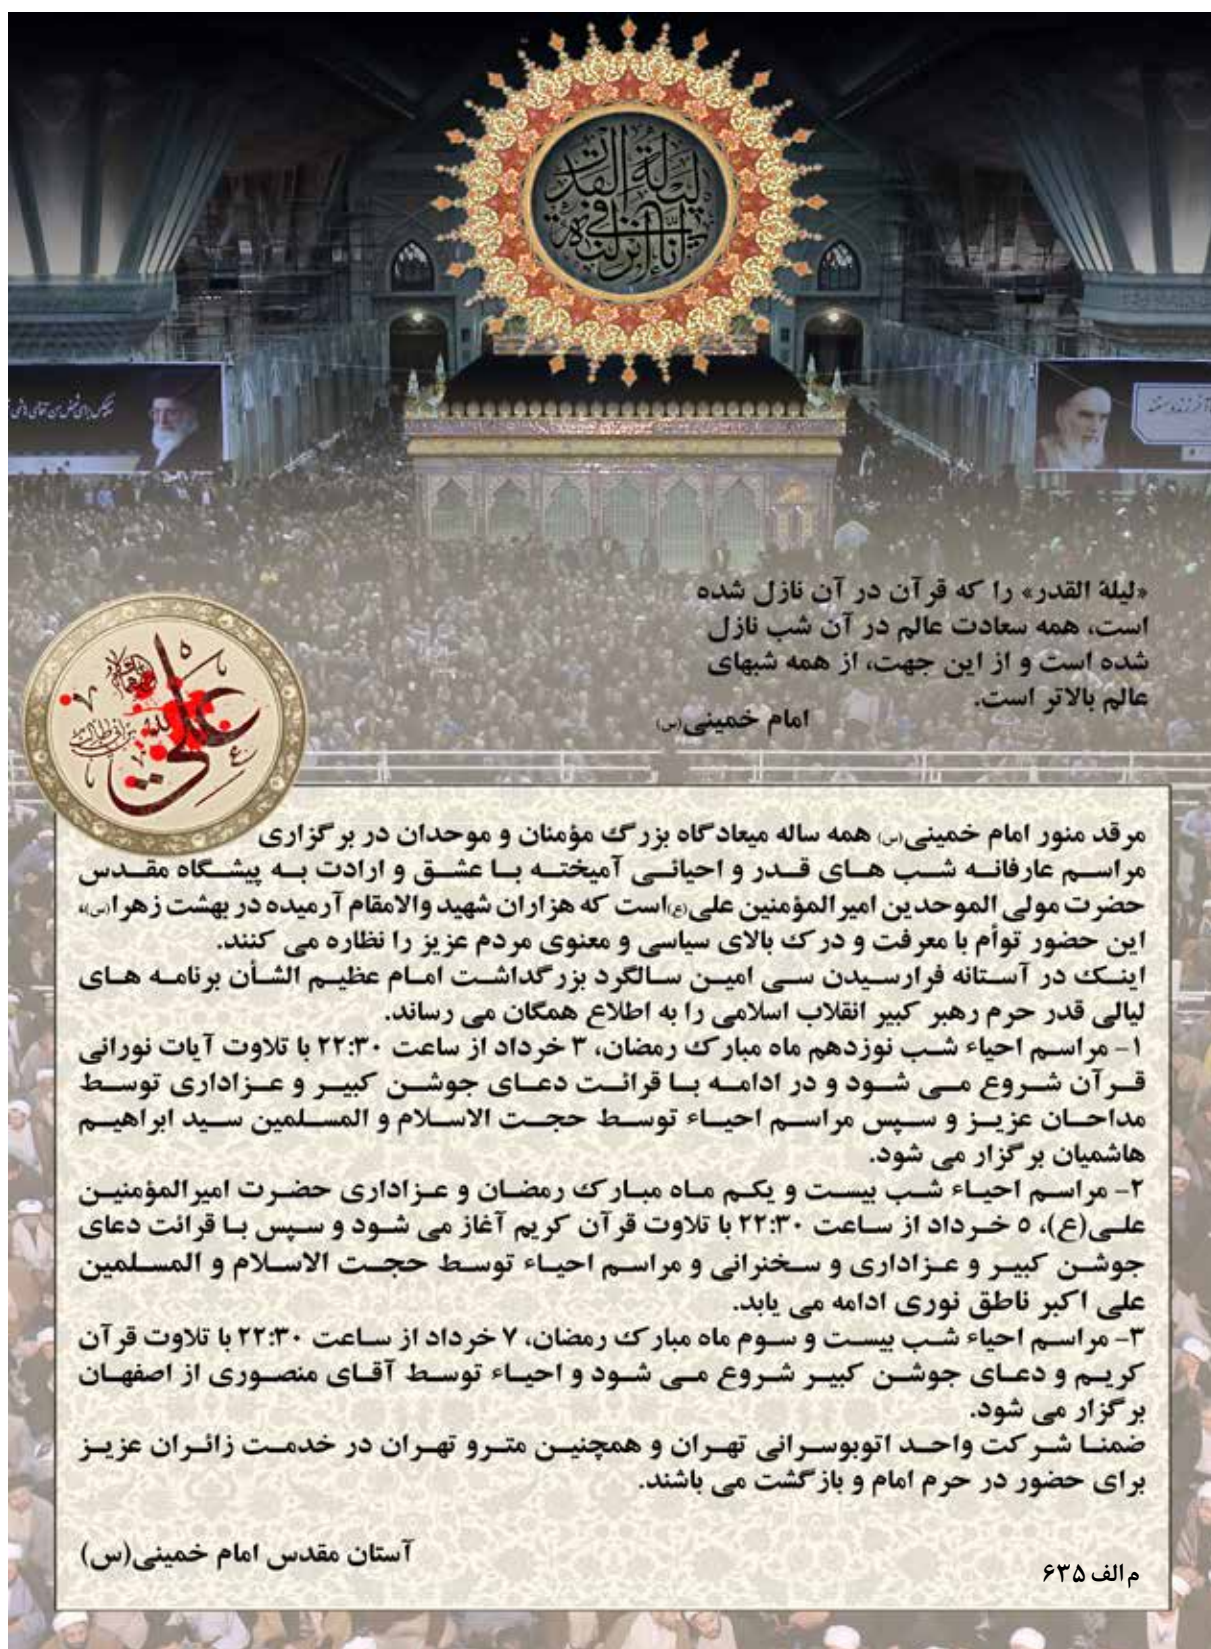 لیلة القدر
انا انزلناه فی
«لیلة القدر» را که قرآن در آن نازل شده
است، همه سعادت عالم در آن شب نازل
شده است و از این جهت، از همه شبهای
عالم بالاتر است.
امام خمینی(س)
علی
مرقد منور امام خمینی(س) همه ساله میعادگاه بزرگ مؤمنان و موحدان در برگزاری
مراسم عارفانه شب های قدر و احیائی آمیخته با عشق و ارادت به پیشگاه مقدس
حضرت مولی الموحدین امیرالمؤمنین علی(ع)است که هزاران شهید والامقام آرمیده در بهشت زهرا(س)،
این حضور توأم با معرفت و درک بالای سیاسی و معنوی مردم عزیز را نظاره می کنند.
اینک در آستانه فرارسیدن سی امین سالگرد بزرگداشت امام عظیم الشأن برنامه های
لیالی قدر حرم رهبر کبیر انقلاب اسلامی را به اطلاع همگان می رساند.
۱- مراسم احیاء شب نوزدهم ماه مبارک رمضان، ۳ خرداد از ساعت ۲۲:۳۰ با تلاوت آیات نورانی
قرآن شروع می شود و در ادامه با قرائت دعای جوشن کبیر و عزاداری توسط
مداحان عزیز و سپس مراسم احیاء توسط حجت الاسلام و المسلمین سید ابراهیم
هاشمیان برگزار می شود.
۲- مراسم احیاء شب بیست و یکم ماه مبارک رمضان و عزاداری حضرت امیرالمؤمنین
علی(ع)، ۵ خرداد از ساعت ۲۲:۳۰ با تلاوت قرآن کریم آغاز می شود و سپس با قرائت دعای
جوشن کبیر و عزاداری و سخنرانی و مراسم احیاء توسط حجت الاسلام و المسلمین
علی اکبر ناطق نوری ادامه می یابد.
۳- مراسم احیاء شب بیست و سوم ماه مبارک رمضان، ۷ خرداد از ساعت ۲۲:۳۰ با تلاوت قرآن
کریم و دعای جوشن کبیر شروع می شود و احیاء توسط آقای منصوری از اصفهان
برگزار می شود.
ضمنا شرکت واحد اتوبوسرانی تهران و همچنین مترو تهران در خدمت زائران عزیز
برای حضور در حرم امام و بازگشت می باشند.
آستان مقدس امام خمینی(س)
م الف ۶۳۵